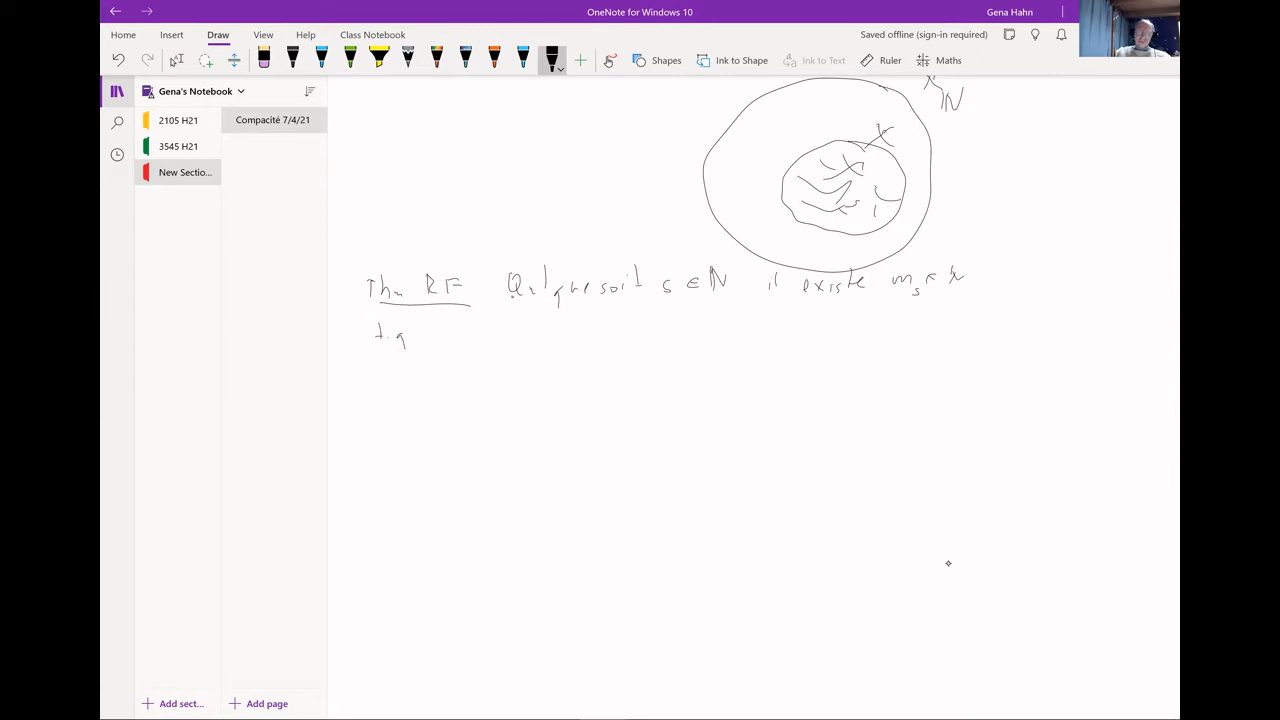 OneNote for Windows 10
Gena Hahn
Home Insert Draw View Help Class Notebook
Saved offline (sign-in required)
Shapes Ink to Shape Ink to Text Ruler Maths
Gena's Notebook
2105 H21
3545 H21
New Sectio...
Compacité 7/4/21
ℕ
X
Thm RF Quelque soit s ∈ ℕ il existe
t.q
Add sect...
Add page